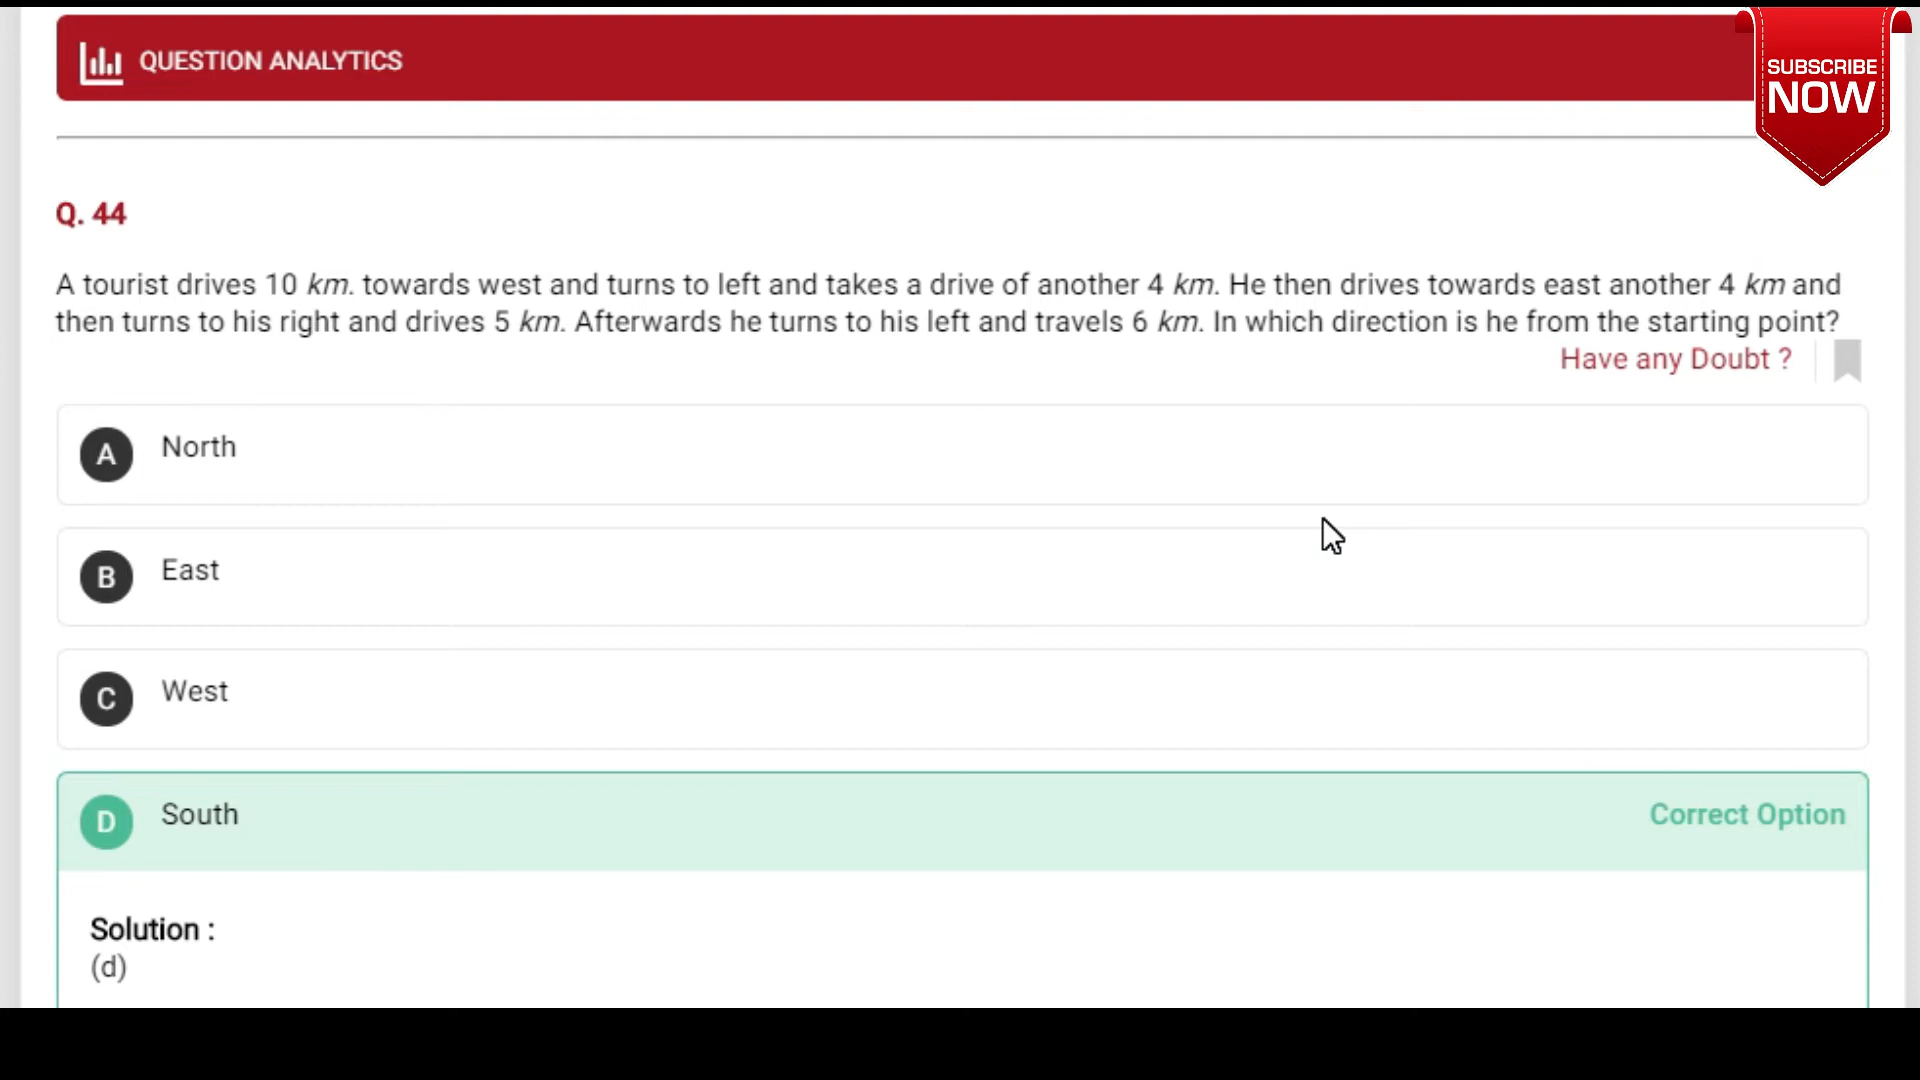 QUESTION ANALYTICS
SUBSCRIBE
NOW
Q. 44
A tourist drives 10 km. towards west and turns to left and takes a drive of another 4 km. He then drives towards east another 4 km and
then turns to his right and drives 5 km. Afterwards he turns to his left and travels 6 km. In which direction is he from the starting point?
Have any Doubt ?
A North
B East
C West
D South Correct Option
Solution :
(d)